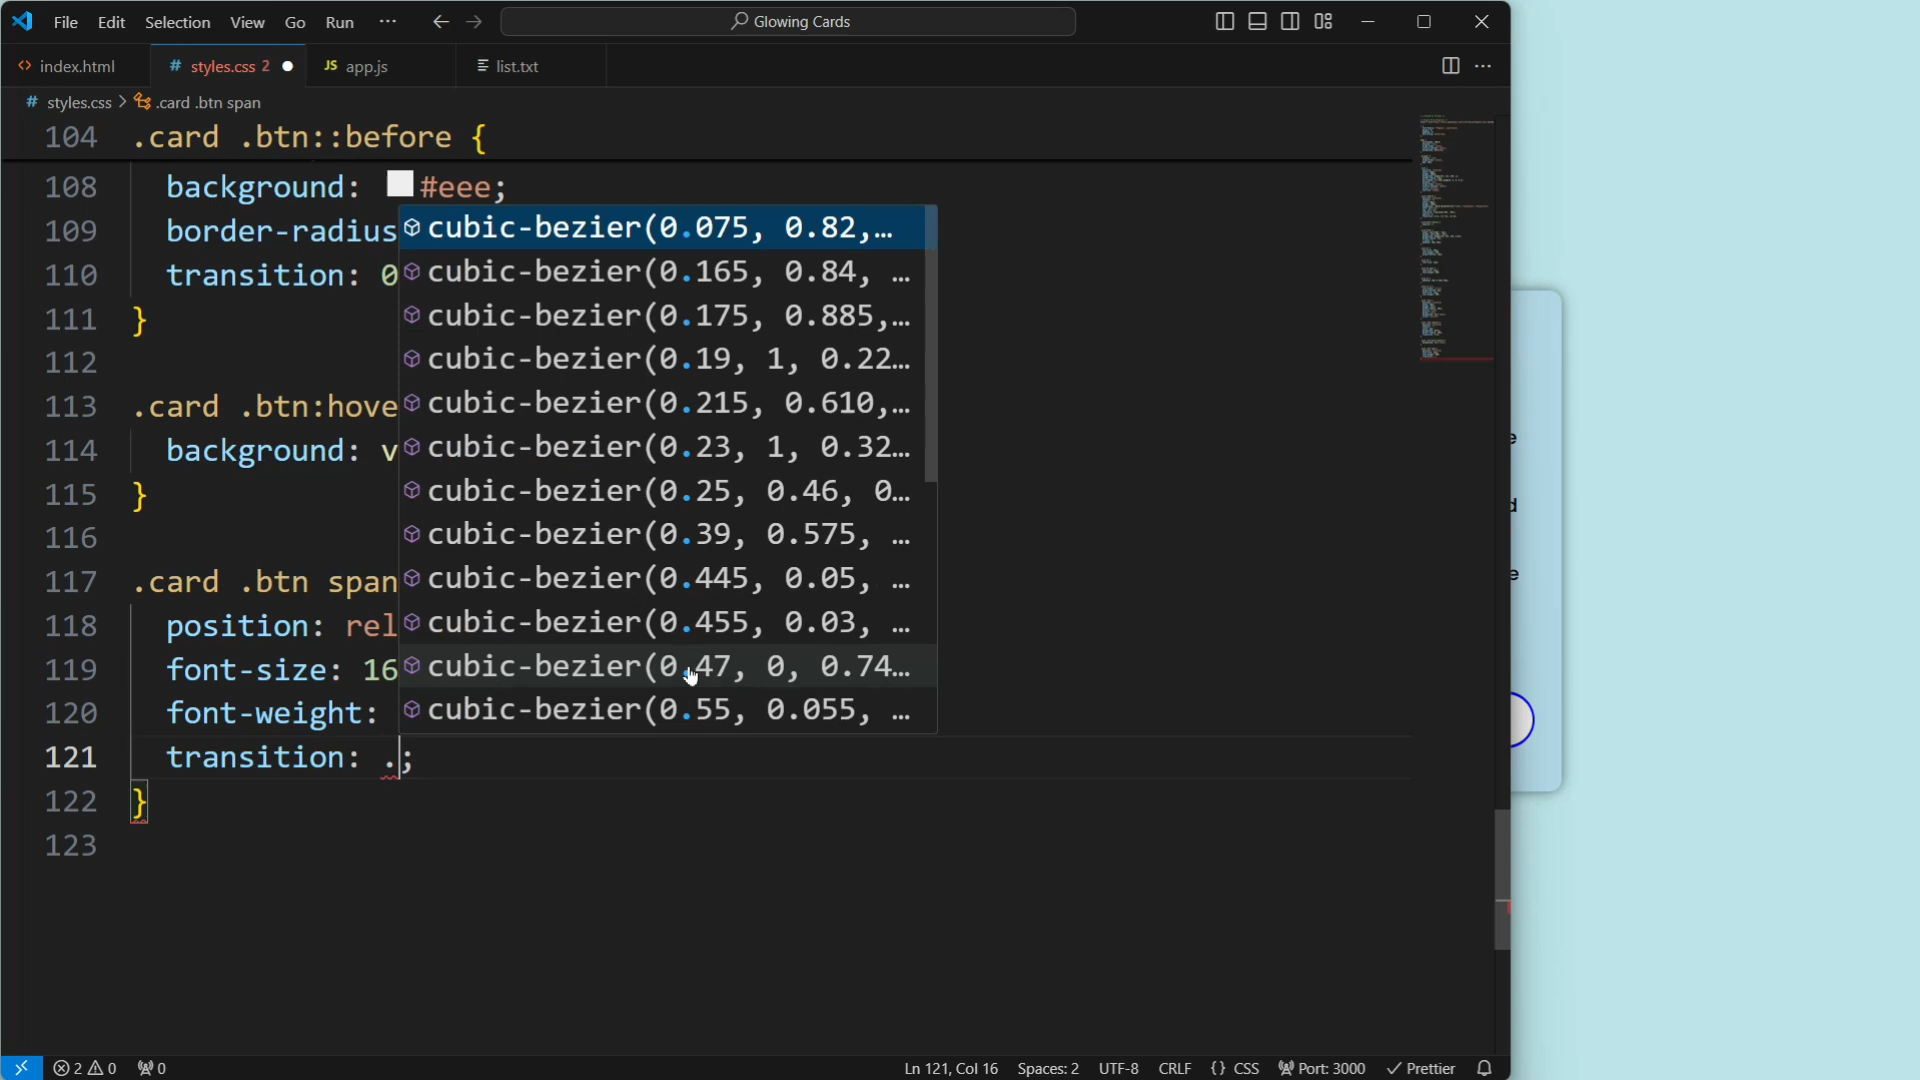 File Edit Selection View Go Run ··· Glowing Cards
index.html styles.css 2 app.js list.txt
styles.css > .card .btn span
104 .card .btn::before {
108 background: #eee;
109 border-radius
110 transition: 0
111 }
112
113 .card .btn:hove
114 background: v
115 }
116
117 .card .btn span
118 position: rel
119 font-size: 16
120 font-weight:
121 transition: .;
122 }
123
cubic-bezier(0.075, 0.82,…
cubic-bezier(0.165, 0.84, …
cubic-bezier(0.175, 0.885,…
cubic-bezier(0.19, 1, 0.22…
cubic-bezier(0.215, 0.610,…
cubic-bezier(0.23, 1, 0.32…
cubic-bezier(0.25, 0.46, 0…
cubic-bezier(0.39, 0.575, …
cubic-bezier(0.445, 0.05, …
cubic-bezier(0.455, 0.03, …
cubic-bezier(0.47, 0, 0.74…
cubic-bezier(0.55, 0.055, …
e
d
e
2 0 0 Ln 121, Col 16 Spaces: 2 UTF-8 CRLF {} CSS Port: 3000 Prettier